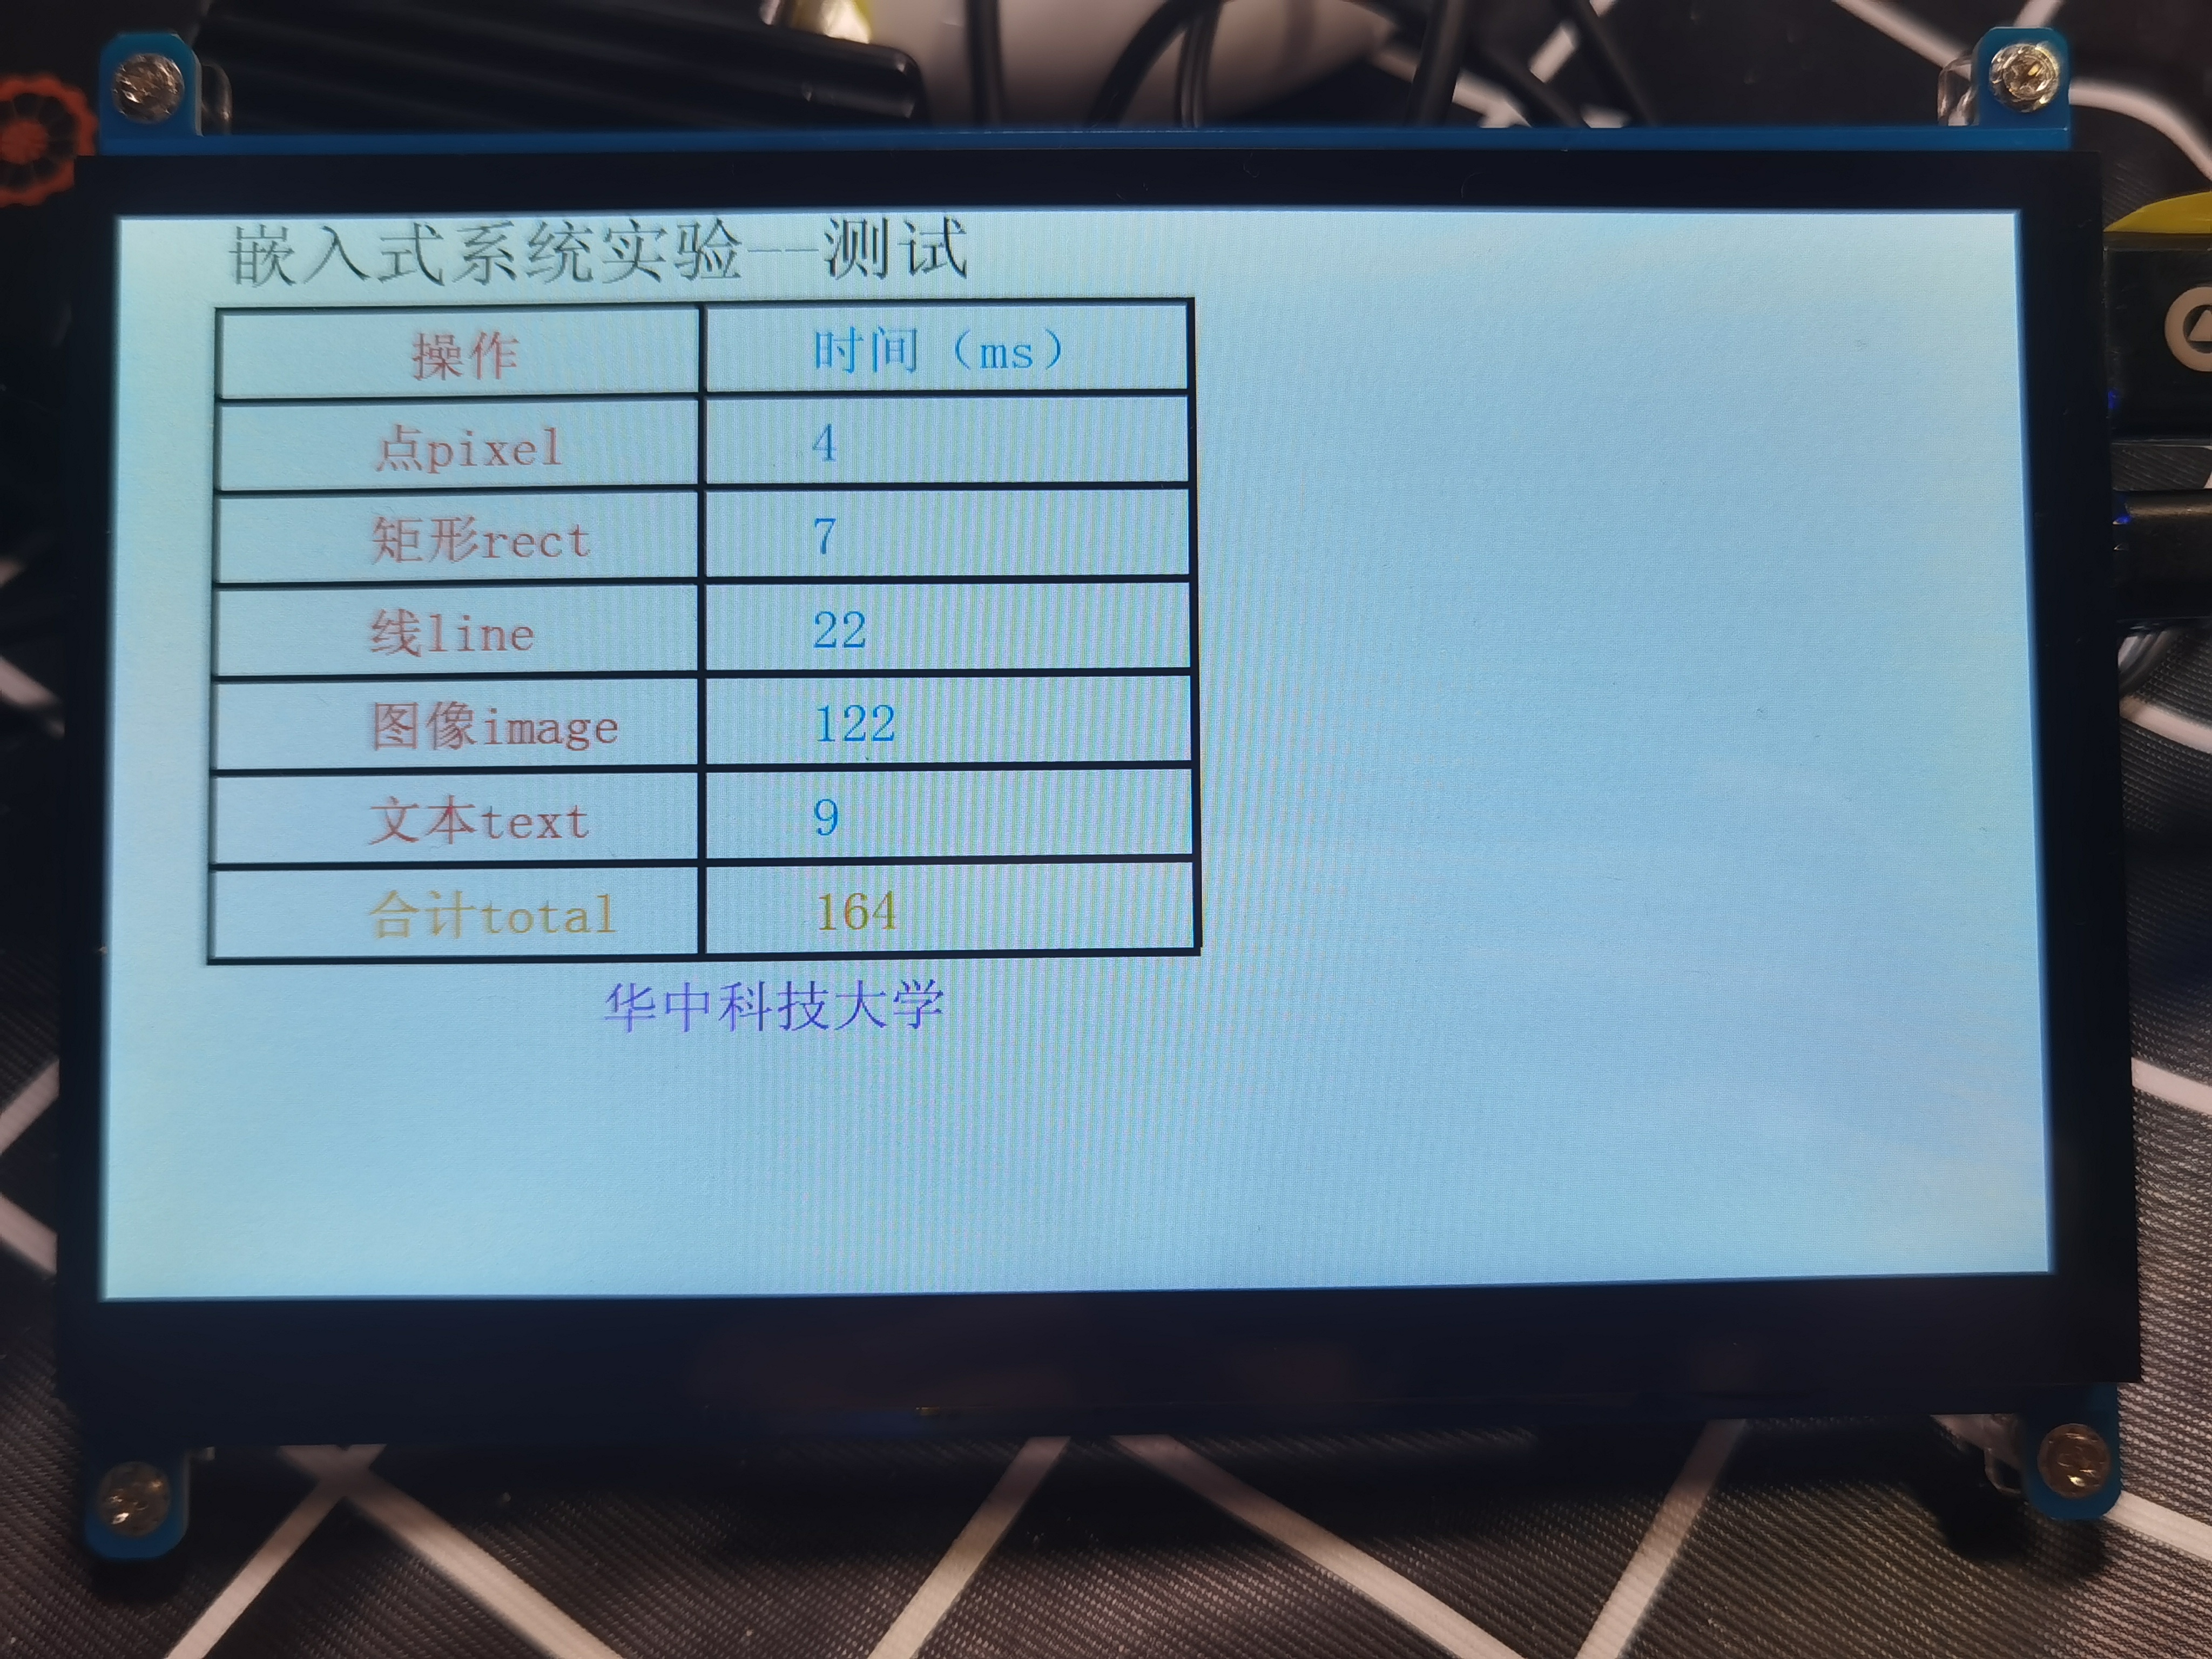 嵌入式系统实验--测试
操作 时间（ms）
点pixel 4
矩形rect 7
线line 22
图像image 122
文本text 9
合计total 164
华中科技大学